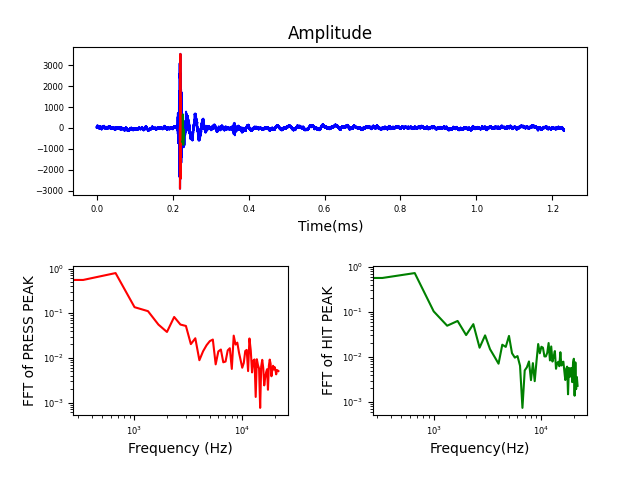 Amplitude
3000
2000
1000
0
−1000
−2000
−3000
0.0 0.2 0.4 0.6 0.8 1.0 1.2
Time(ms)
FFT of PRESS PEAK
10⁰
10⁻¹
10⁻²
10⁻³
10³ 10⁴
Frequency (Hz)
FFT of HIT PEAK
10⁰
10⁻¹
10⁻²
10⁻³
10³ 10⁴
Frequency(Hz)